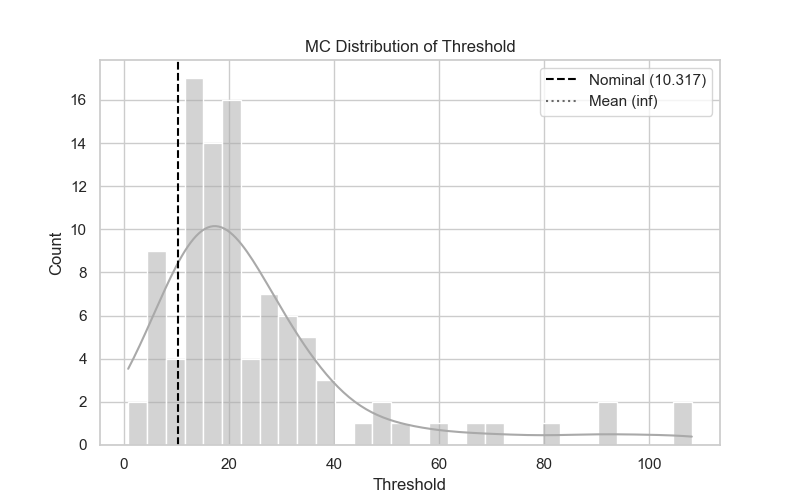 MC Distribution of Threshold
Nominal (10.317)
Mean (inf)
Count
16
14
12
10
8
6
4
2
0
0 20 40 60 80 100
Threshold